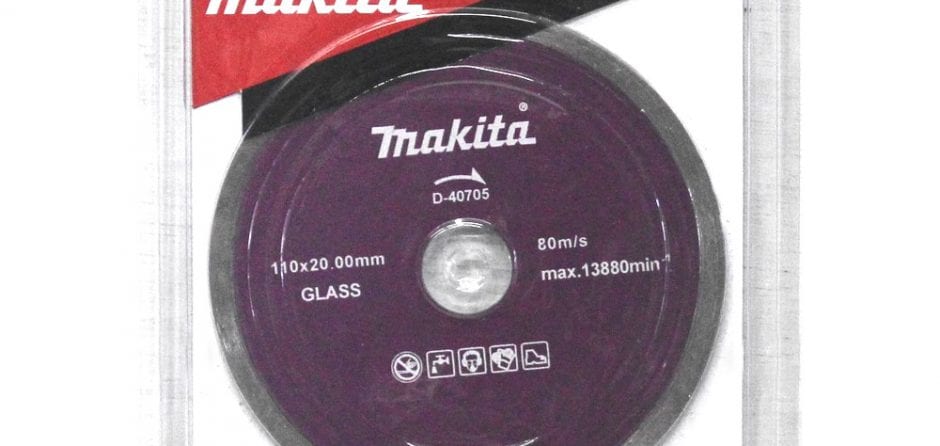 makita
makita®
D-40705
110x20.00mm
GLASS
80m/s
max.13880min⁻¹